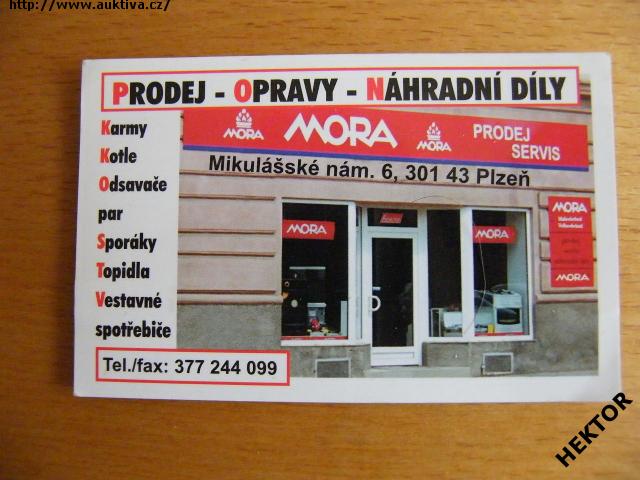 http://www.auktiva.cz/
PRODEJ - OPRAVY - NÁHRADNÍ DÍLY
Karmy
Kotle
Odsavače
par
Sporáky
Topidla
Vestavné
spotřebiče
MORA MORA MORA PRODEJ
SERVIS
Mikulášské nám. 6, 301 43 Plzeň
MORA
MORA
MORA
MORA
Tel./fax: 377 244 099
HEKTOR